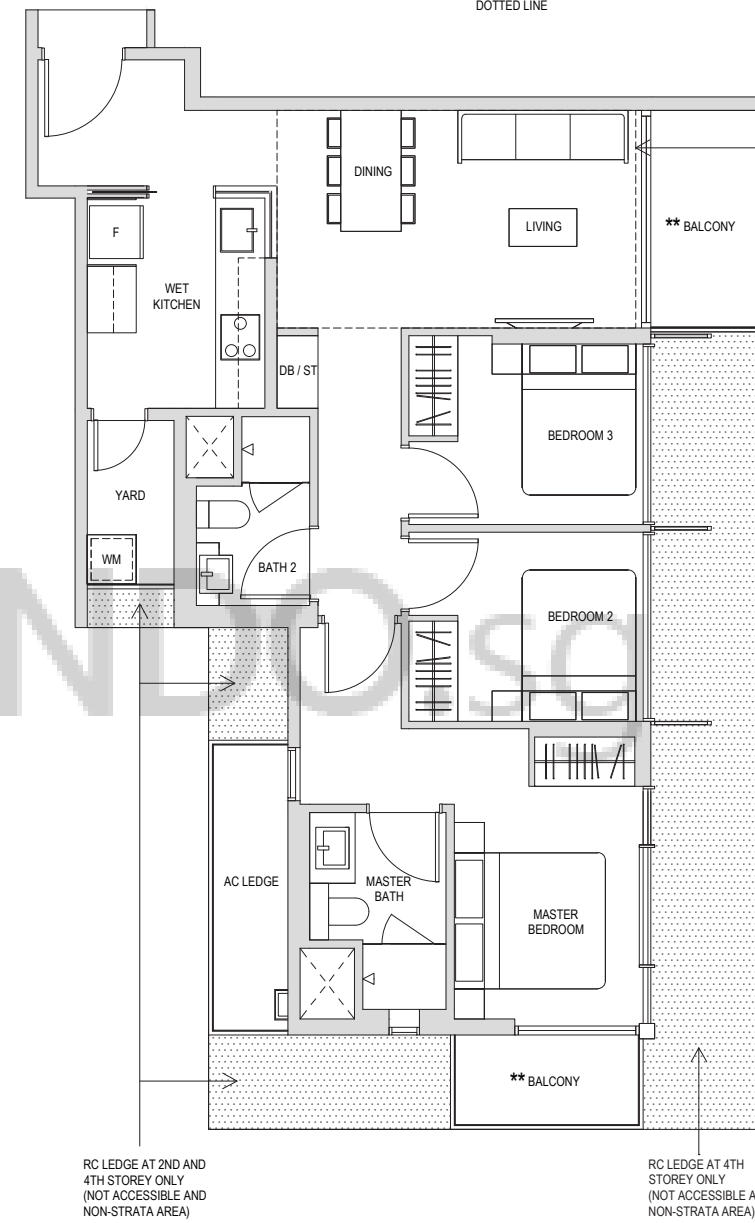 DOTTED LINE
DINING
LIVING
** BALCONY
F
WET
KITCHEN
DB / ST
BEDROOM 3
YARD
WM
BATH 2
BEDROOM 2
NDO.sg
AC LEDGE
MASTER
BATH
MASTER
BEDROOM
** BALCONY
RC LEDGE AT 2ND AND
4TH STOREY ONLY
(NOT ACCESSIBLE AND
NON-STRATA AREA)
RC LEDGE AT 4TH
STOREY ONLY
(NOT ACCESSIBLE A
NON-STRATA AREA)